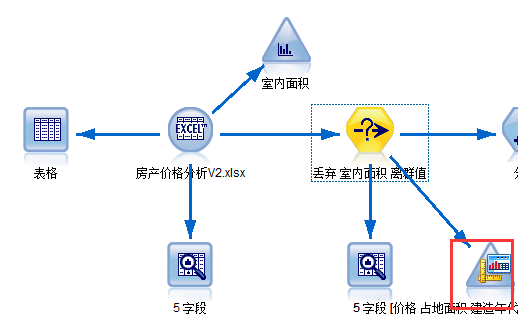 室内面积
EXCEL™
表格
房产价格分析V2.xlsx
丢弃 室内面积 离群值
5 字段
5 字段
[价格 占地面积 建造年代